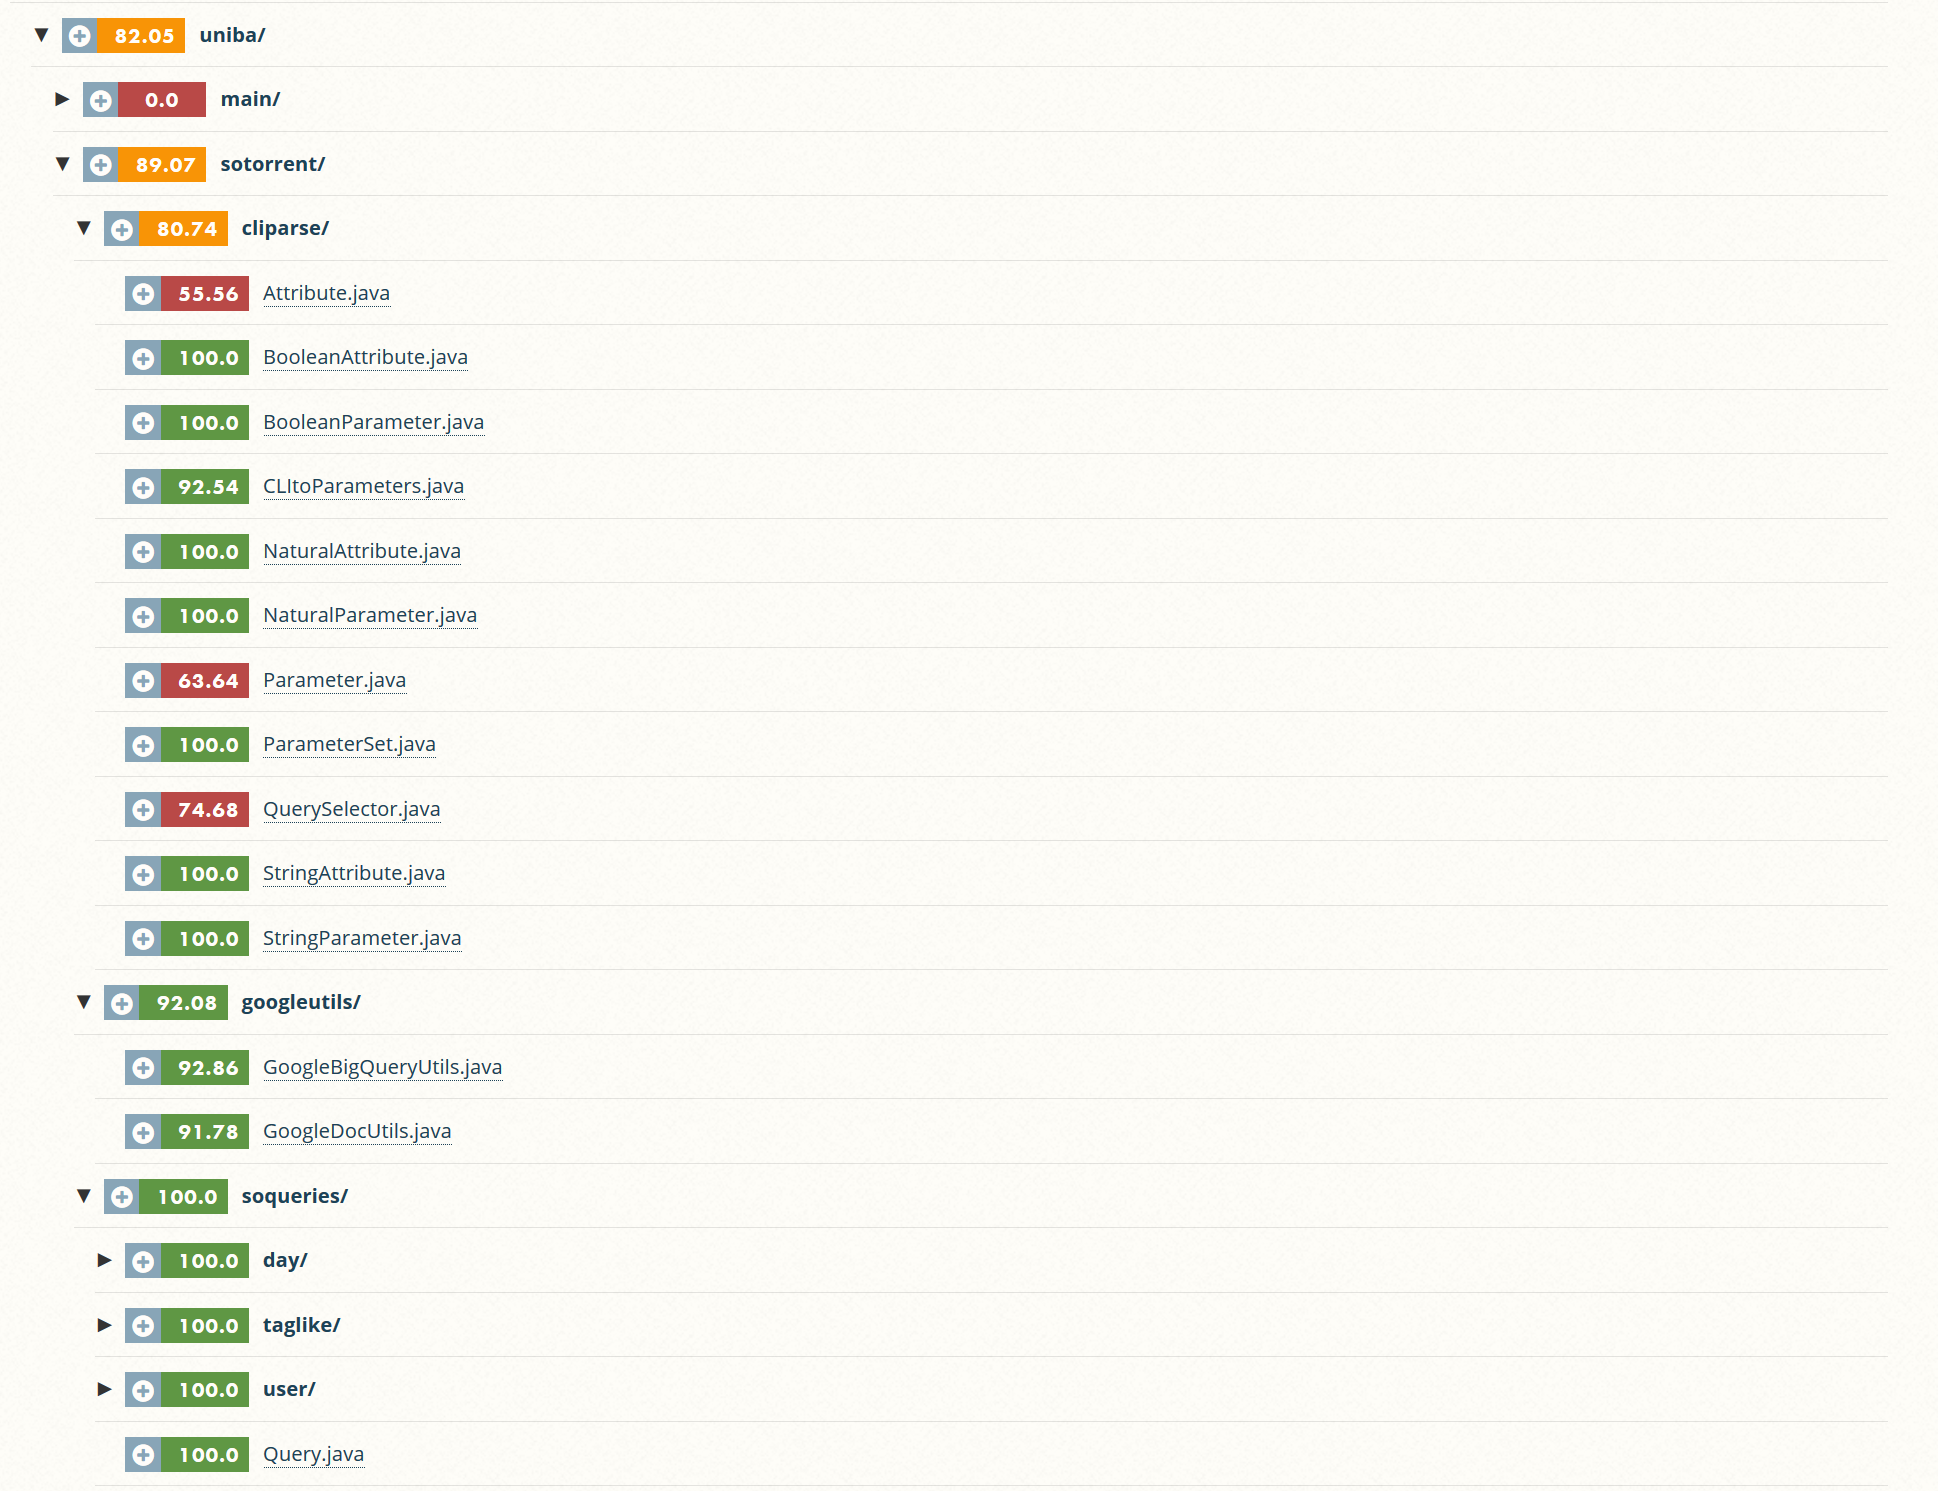 82.05 uniba/
0.0 main/
89.07 sotorrent/
80.74 cliparse/
55.56 Attribute.java
100.0 BooleanAttribute.java
100.0 BooleanParameter.java
92.54 CLItoParameters.java
100.0 NaturalAttribute.java
100.0 NaturalParameter.java
63.64 Parameter.java
100.0 ParameterSet.java
74.68 QuerySelector.java
100.0 StringAttribute.java
100.0 StringParameter.java
92.08 googleutils/
92.86 GoogleBigQueryUtils.java
91.78 GoogleDocUtils.java
100.0 soqueries/
100.0 day/
100.0 taglike/
100.0 user/
100.0 Query.java